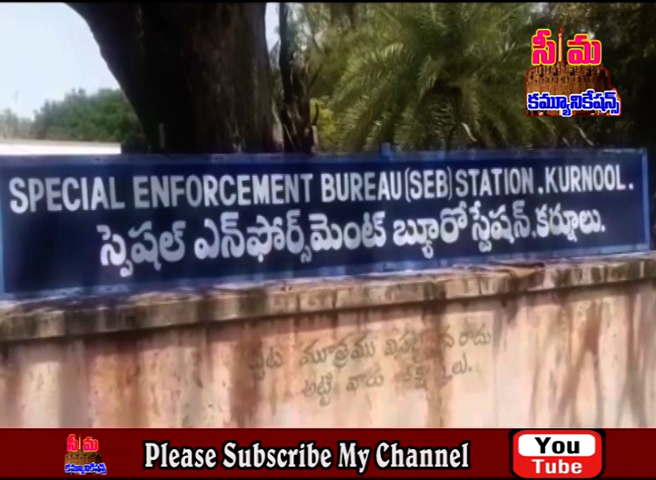 సీమ
కమ్యూనికేషన్స్
SPECIAL ENFORCEMENT BUREAU(SEB) STATION, KURNOOL.
స్పెషల్ ఎన్‌ఫోర్స్‌మెంట్ బ్యూరో స్టేషన్, కర్నూలు.
మూత్రము
సీమ
కమ్యూనికేషన్స్
Please Subscribe My Channel
You
Tube